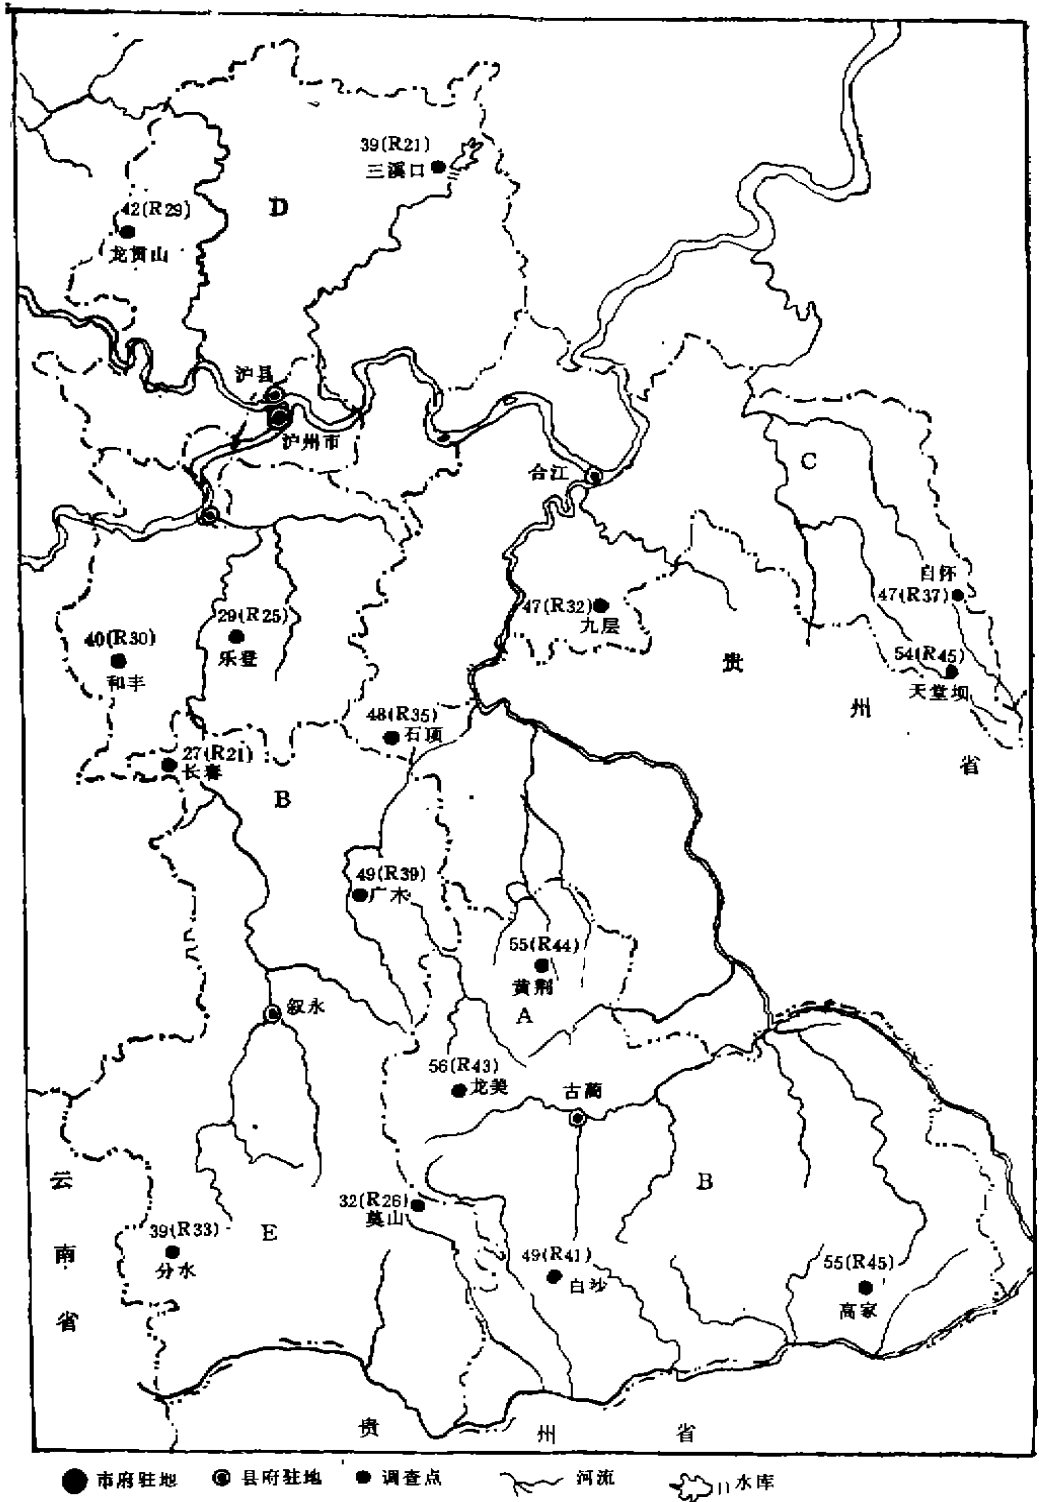 39(R21)
三溪口
42(R29)
龙贯山
D
泸县
泸州市
合江
C
自怀
47(R37)
47(R32)
九层
29(R25)
乐登
40(R30)
和丰
54(R45)
天堂坝
贵
州
省
48(R35)
石顶
27(R21)
长春
B
49(R39)
广木
55(R44)
黄荆
A
叙永
56(R43)
龙美
古蔺
云
南
省
B
32(R26)
莫山
39(R33)
分水
E
49(R41)
白沙
55(R45)
高家
贵 州 省
市府驻地 县府驻地 调查点 河流 水库